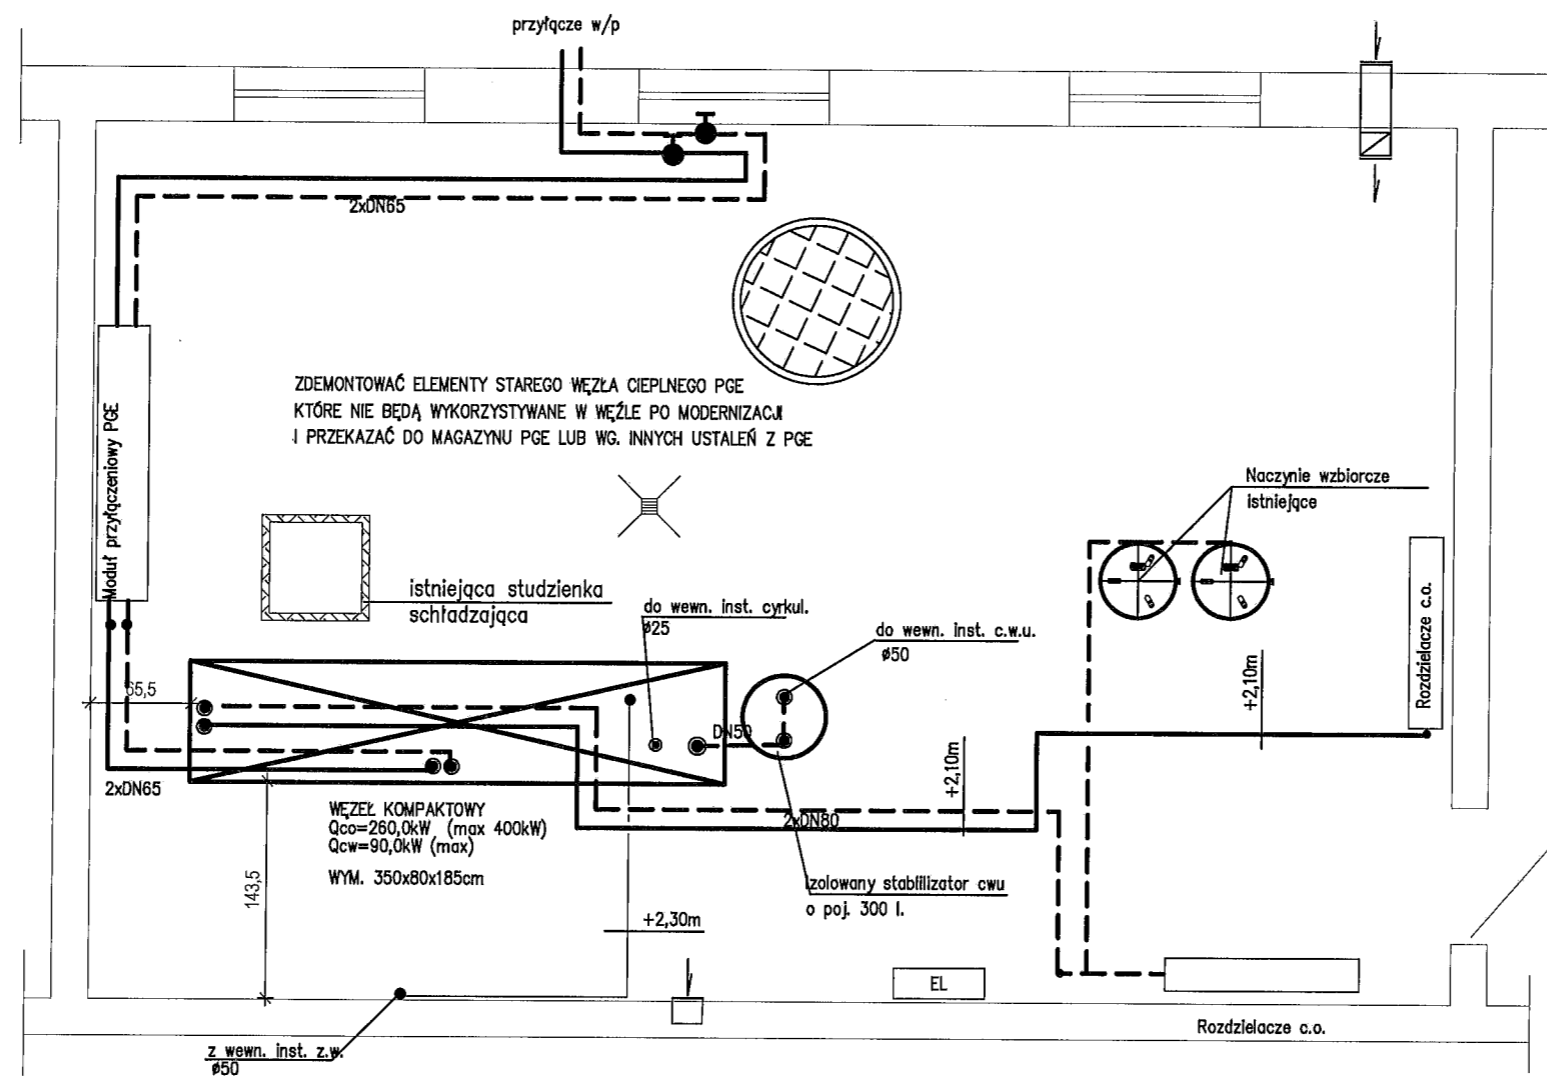 przyłącze w/p
2xDN65
ZDEMONTOWAĆ ELEMENTY STAREGO WĘZŁA CIEPLNEGO PGE
KTÓRE NIE BĘDĄ WYKORZYSTYWANE W WĘŹLE PO MODERNIZACJI
I PRZEKAZAĆ DO MAGAZYNU PGE LUB WG. INNYCH USTALEŃ Z PGE
Moduł przyłączeniowy PGE
Naczynie wzbiorcze
istniejące
istniejąca studzienka
schładzająca
do wewn. inst. cyrkul.
ø25
do wewn. inst. c.w.u.
ø50
Rozdzielacze c.o.
65,5
+2,10m
DN50
+2,10m
2xDN65
2xDN80
WĘZEŁ KOMPAKTOWY
Qco=260,0kW (max 400kW)
Qcw=90,0kW (max)
WYM. 350x80x185cm
143,5
Izolowany stabilizator cwu
o poj. 300 l.
+2,30m
EL
Rozdzielacze c.o.
z wewn. inst. z.w.
ø50